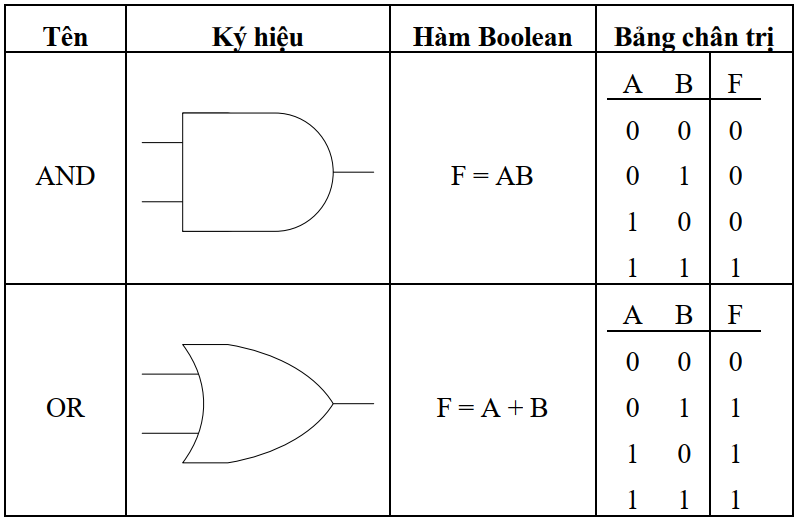 Tên Ký hiệu Hàm Boolean Bảng chân trị
AND
F = AB
A B F
0 0 0
0 1 0
1 0 0
1 1 1
OR
F = A + B
A B F
0 0 0
0 1 1
1 0 1
1 1 1